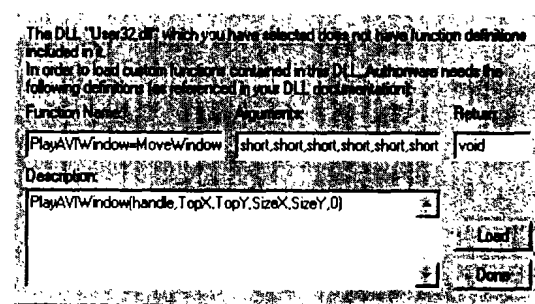 The DLL "User32.dll" which you have selected does not have function definitions
included in it.
In order to load custom functions contained in this DLL, Authorware needs the
following definitions (as referenced in your DLL documentation):
Function Name: Arguments: Return:
PlayAVIWindow=MoveWindow short,short,short,short,short,short void
Description:
PlayAVIWindow(handle,TopX,TopY,SizeX,SizeY,0)
Load
Done